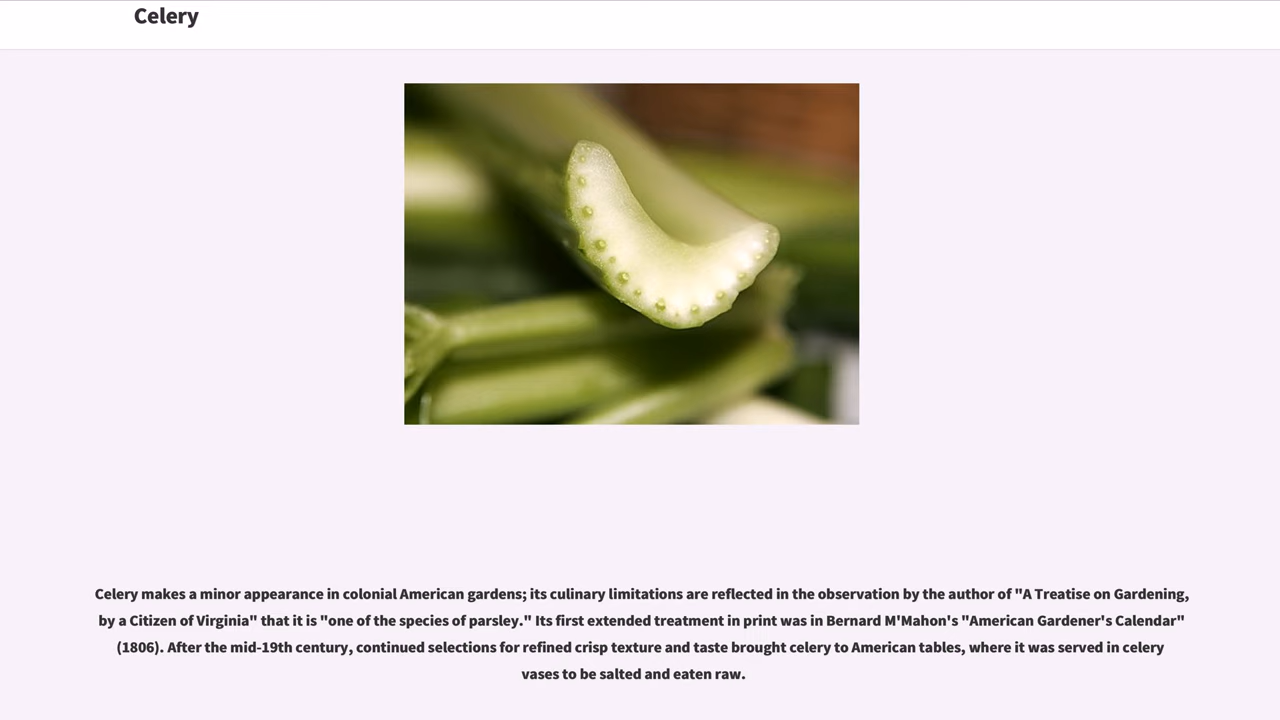 Celery
Celery makes a minor appearance in colonial American gardens; its culinary limitations are reflected in the observation by the author of "A Treatise on Gardening,
by a Citizen of Virginia" that it is "one of the species of parsley." Its first extended treatment in print was in Bernard M'Mahon's "American Gardener's Calendar"
(1806). After the mid-19th century, continued selections for refined crisp texture and taste brought celery to American tables, where it was served in celery
vases to be salted and eaten raw.